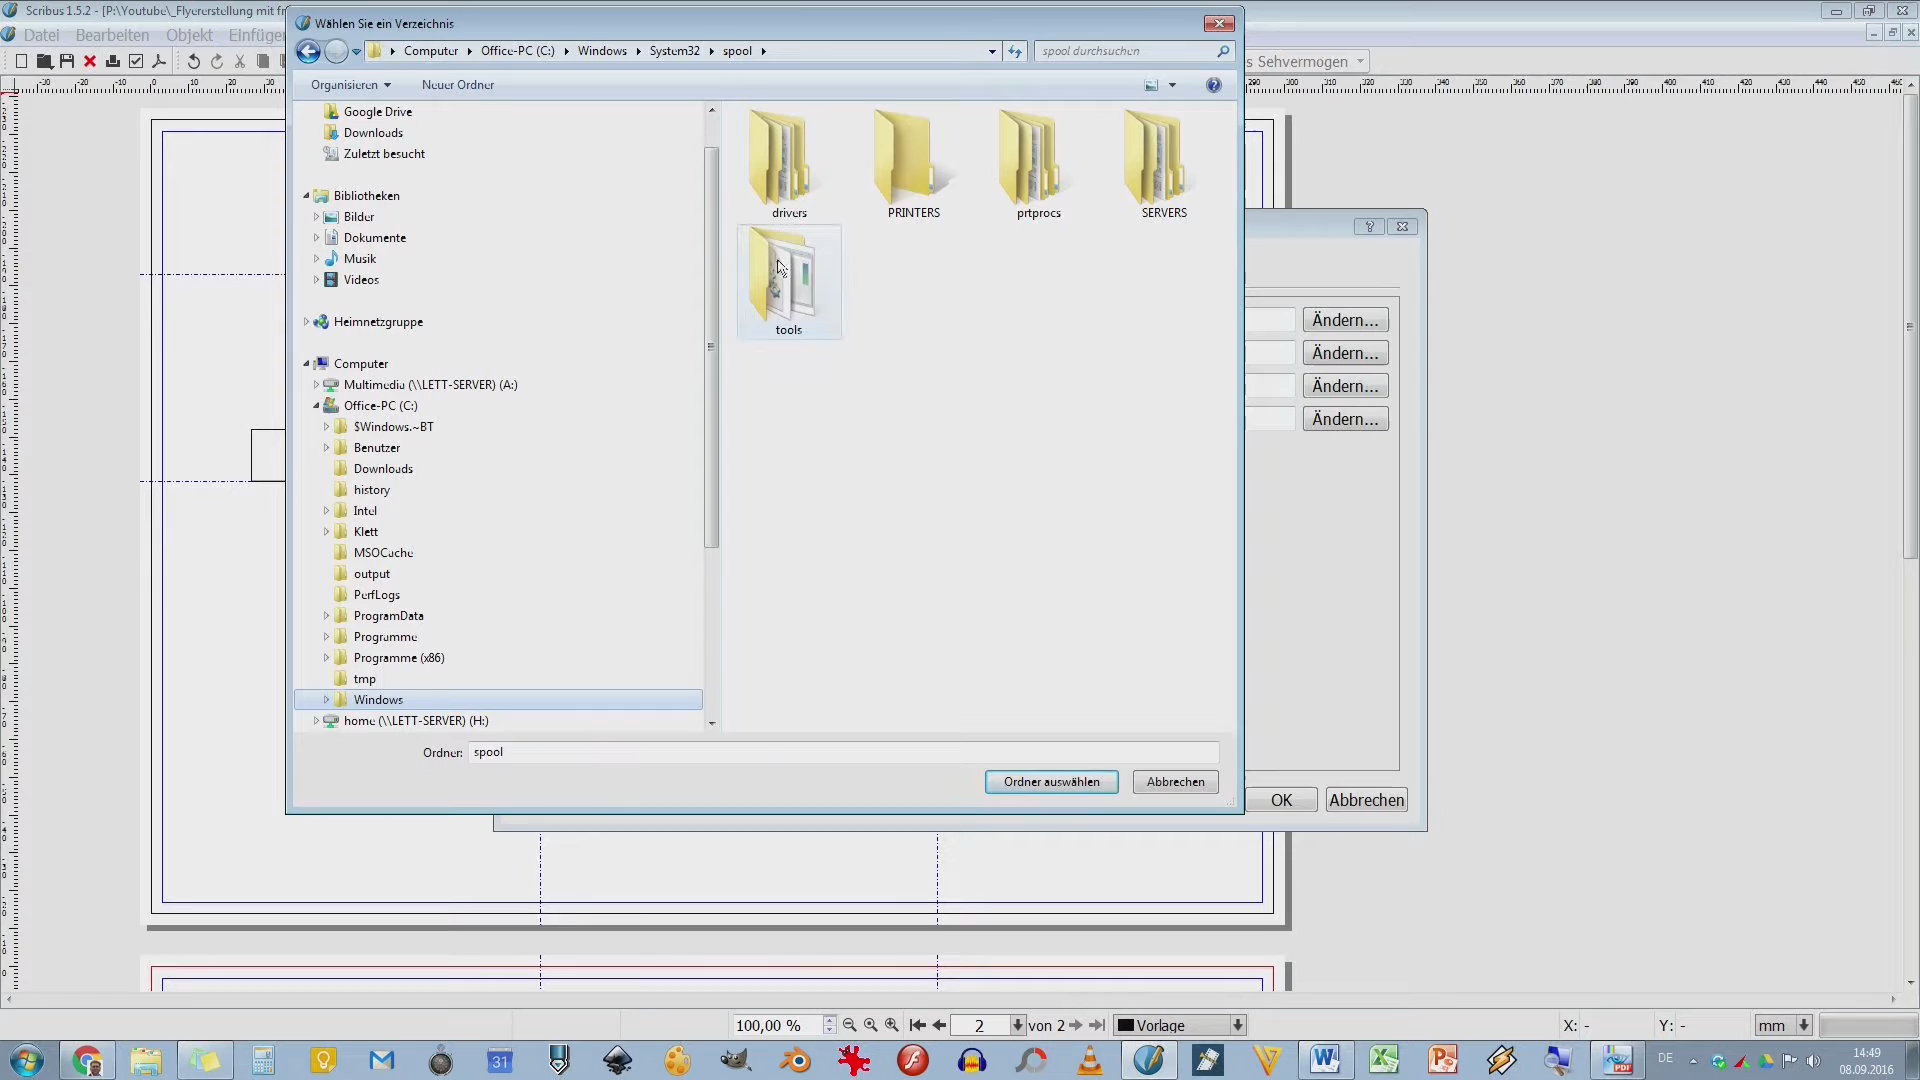 Scribus 1.5.2 - [P:\Youtube\_Flyererstellung mit fr
Wählen Sie ein Verzeichnis
Datei Bearbeiten Objekt Einfüge
Computer Office-PC (C:) Windows System32 spool
spool durchsuchen
s Sehvermögen
Organisieren
Neuer Ordner
Google Drive
Downloads
Zuletzt besucht
Bibliotheken
Bilder
Dokumente
Musik
Videos
Heimnetzgruppe
Computer
Multimedia (\\LETT-SERVER) (A:)
Office-PC (C:)
$Windows.~BT
Benutzer
Downloads
history
Intel
Klett
MSOCache
output
PerfLogs
ProgramData
Programme
Programme (x86)
tmp
Windows
home (\\LETT-SERVER) (H:)
drivers
PRINTERS
prtprocs
SERVERS
tools
Ändern...
Ändern...
Ändern...
Ändern...
Ordner: spool
Ordner auswählen
Abbrechen
OK
Abbrechen
100,00 %
2
von 2
Vorlage
X: -
Y: -
mm
31
DE
14:49
08.09.2016